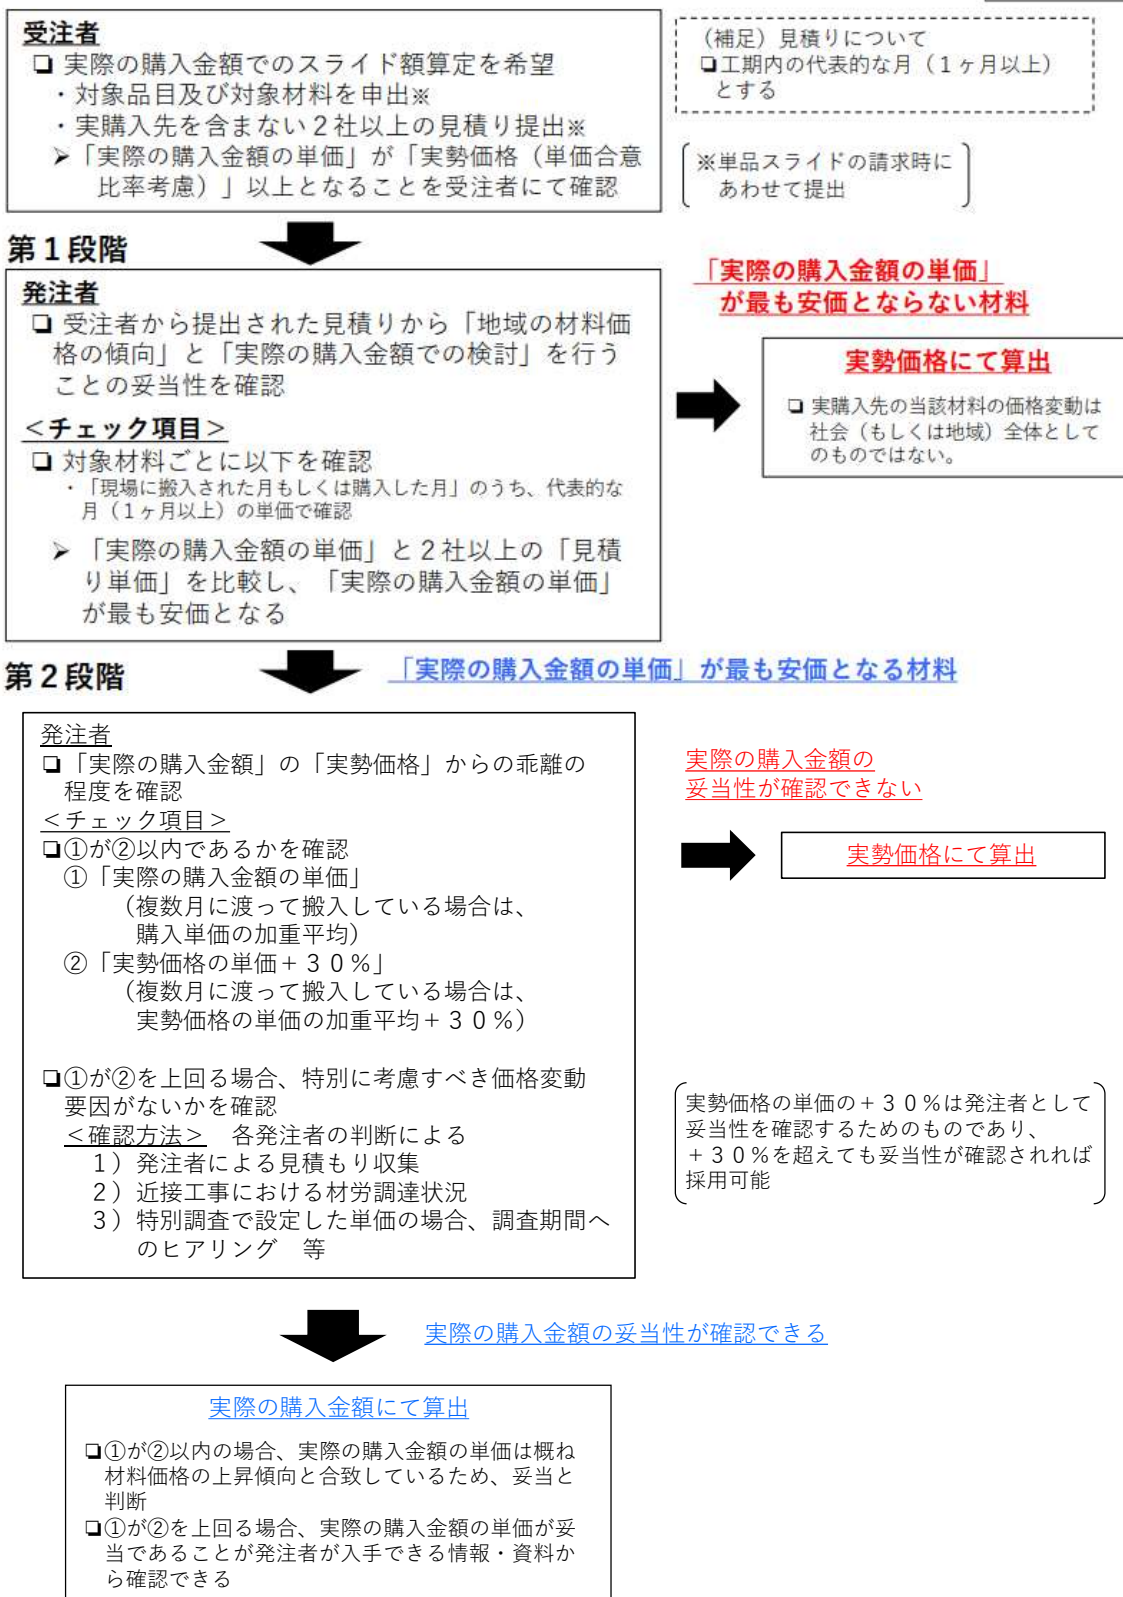 受注者
❑ 実際の購入金額でのスライド額算定を希望
・対象品目及び対象材料を申出※
・実購入先を含まない２社以上の見積り提出※
➢「実際の購入金額の単価」が「実勢価格（単価合意
比率考慮）」以上となることを受注者にて確認
（補足）見積りについて
❑工期内の代表的な月（１ヶ月以上）
とする
※単品スライドの請求時に
あわせて提出
第１段階
発注者
❑ 受注者から提出された見積りから「地域の材料価
格の傾向」と「実際の購入金額での検討」を行う
ことの妥当性を確認
＜チェック項目＞
❑ 対象材料ごとに以下を確認
・「現場に搬入された月もしくは購入した月」のうち、代表的な
月（１ヶ月以上）の単価で確認
➢ 「実際の購入金額の単価」と２社以上の「見積
り単価」を比較し、「実際の購入金額の単価」
が最も安価となる
「実際の購入金額の単価」
が最も安価とならない材料
実勢価格にて算出
❑ 実購入先の当該材料の価格変動は
社会（もしくは地域）全体として
のものではない。
第２段階
「実際の購入金額の単価」が最も安価となる材料
発注者
❑「実際の購入金額」の「実勢価格」からの乖離の
程度を確認
＜チェック項目＞
❑①が②以内であるかを確認
①「実際の購入金額の単価」
（複数月に渡って搬入している場合は、
購入単価の加重平均）
②「実勢価格の単価＋３０％」
（複数月に渡って搬入している場合は、
実勢価格の単価の加重平均＋３０％）
❑①が②を上回る場合、特別に考慮すべき価格変動
要因がないかを確認
＜確認方法＞　各発注者の判断による
１）発注者による見積もり収集
２）近接工事における材労調達状況
３）特別調査で設定した単価の場合、調査期間へ
のヒアリング　等
実際の購入金額の
妥当性が確認できない
実勢価格にて算出
実勢価格の単価の＋３０％は発注者として
妥当性を確認するためのものであり、
＋３０％を超えても妥当性が確認されれば
採用可能
実際の購入金額の妥当性が確認できる
実際の購入金額にて算出
❑①が②以内の場合、実際の購入金額の単価は概ね
材料価格の上昇傾向と合致しているため、妥当と
判断
❑①が②を上回る場合、実際の購入金額の単価が妥
当であることが発注者が入手できる情報・資料か
ら確認できる